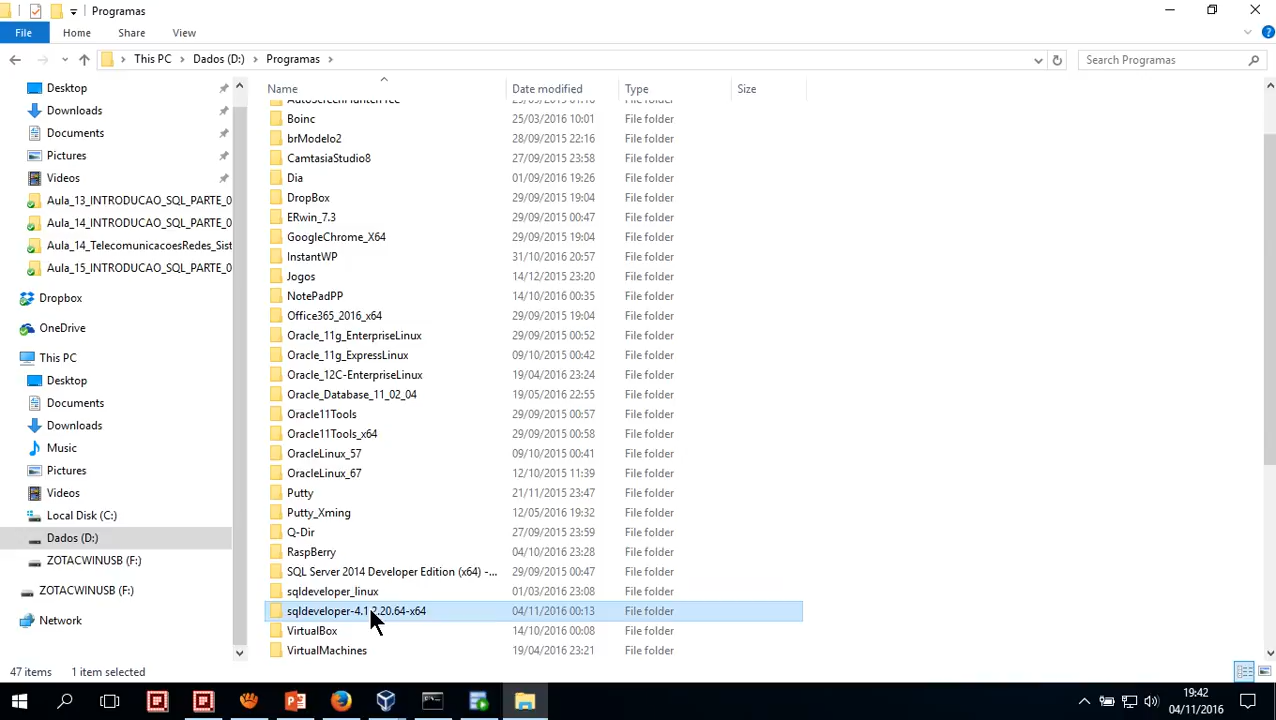 Programas
File Home Share View
This PC Dados (D:) Programas
Search Programas
Name Date modified Type Size
Desktop
Downloads
Documents
Pictures
Videos
Aula_13_INTRODUCAO_SQL_PARTE_0
Aula_14_INTRODUCAO_SQL_PARTE_0
Aula_14_TelecomunicacoesRedes_Sist
Aula_15_INTRODUCAO_SQL_PARTE_0
Dropbox
OneDrive
This PC
Desktop
Documents
Downloads
Music
Pictures
Videos
Local Disk (C:)
Dados (D:)
ZOTACWINUSB (F:)
ZOTACWINUSB (F:)
Network
Boinc 25/03/2016 10:01 File folder
brModelo2 28/09/2015 22:16 File folder
CamtasiaStudio8 27/09/2015 23:58 File folder
Dia 01/09/2016 19:26 File folder
DropBox 29/09/2015 19:04 File folder
ERwin_7.3 29/09/2015 00:47 File folder
GoogleChrome_X64 29/09/2015 19:04 File folder
InstantWP 31/10/2016 20:57 File folder
Jogos 14/12/2015 23:20 File folder
NotePadPP 14/10/2016 00:35 File folder
Office365_2016_x64 29/09/2015 19:04 File folder
Oracle_11g_EnterpriseLinux 29/09/2015 00:52 File folder
Oracle_11g_ExpressLinux 09/10/2015 00:42 File folder
Oracle_12C-EnterpriseLinux 19/04/2016 23:24 File folder
Oracle_Database_11_02_04 19/05/2016 22:55 File folder
Oracle11Tools 29/09/2015 00:57 File folder
Oracle11Tools_x64 29/09/2015 00:58 File folder
OracleLinux_57 09/10/2015 00:41 File folder
OracleLinux_67 12/10/2015 11:39 File folder
Putty 21/11/2015 23:47 File folder
Putty_Xming 12/05/2016 19:32 File folder
Q-Dir 27/09/2015 23:59 File folder
RaspBerry 04/10/2016 23:28 File folder
SQL Server 2014 Developer Edition (x64) -... 29/09/2015 00:47 File folder
sqldeveloper_linux 01/03/2016 23:08 File folder
sqldeveloper-4.1.2.20.64-x64 04/11/2016 00:13 File folder
VirtualBox 14/10/2016 00:08 File folder
VirtualMachines 19/04/2016 23:21 File folder
47 items 1 item selected
19:42
04/11/2016